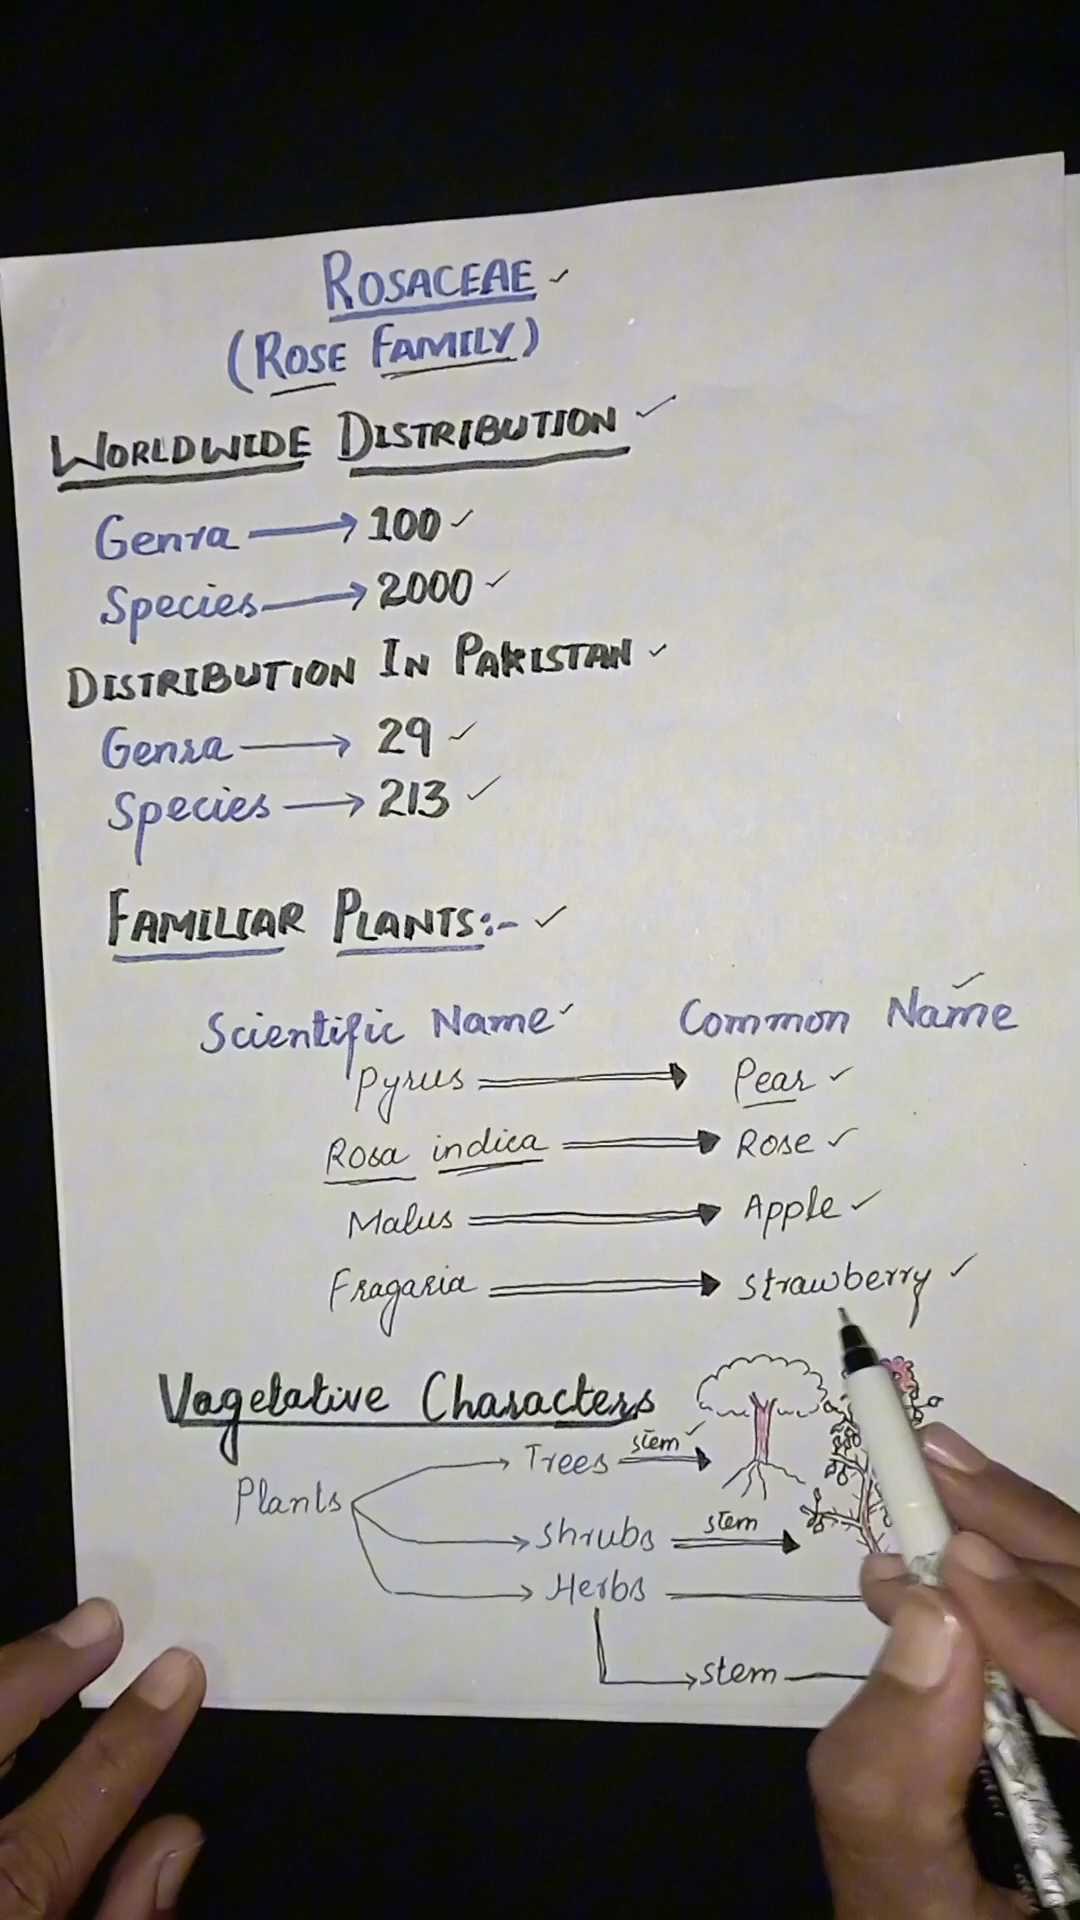 ROSACEAE
(ROSE FAMILY)
WORLDWIDE DISTRIBUTION
Genra → 100
Species → 2000
DISTRIBUTION IN PAKISTAN
Genra → 29
Species → 213
FAMILIAR PLANTS:-
Scientific Name Common Name
Pyrus → Pear
Rosa indica → Rose
Malus → Apple
Fragaria → Strawberry
Vagetative Characters
Plants → Trees stem →
→ Shrubs stem →
→ Herbs
→ stem